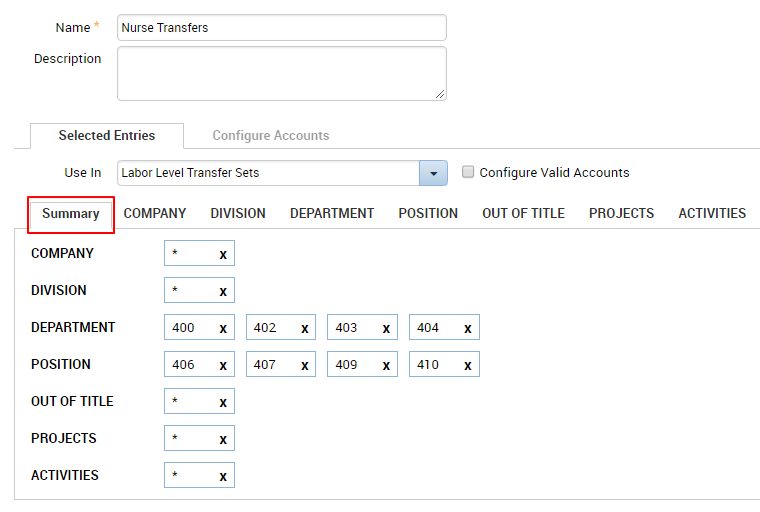 Name * Nurse Transfers
Description
Selected Entries Configure Accounts
Use In Labor Level Transfer Sets Configure Valid Accounts
Summary COMPANY DIVISION DEPARTMENT POSITION OUT OF TITLE PROJECTS ACTIVITIES
COMPANY * x
DIVISION * x
DEPARTMENT 400 x 402 x 403 x 404 x
POSITION 406 x 407 x 409 x 410 x
OUT OF TITLE * x
PROJECTS * x
ACTIVITIES * x